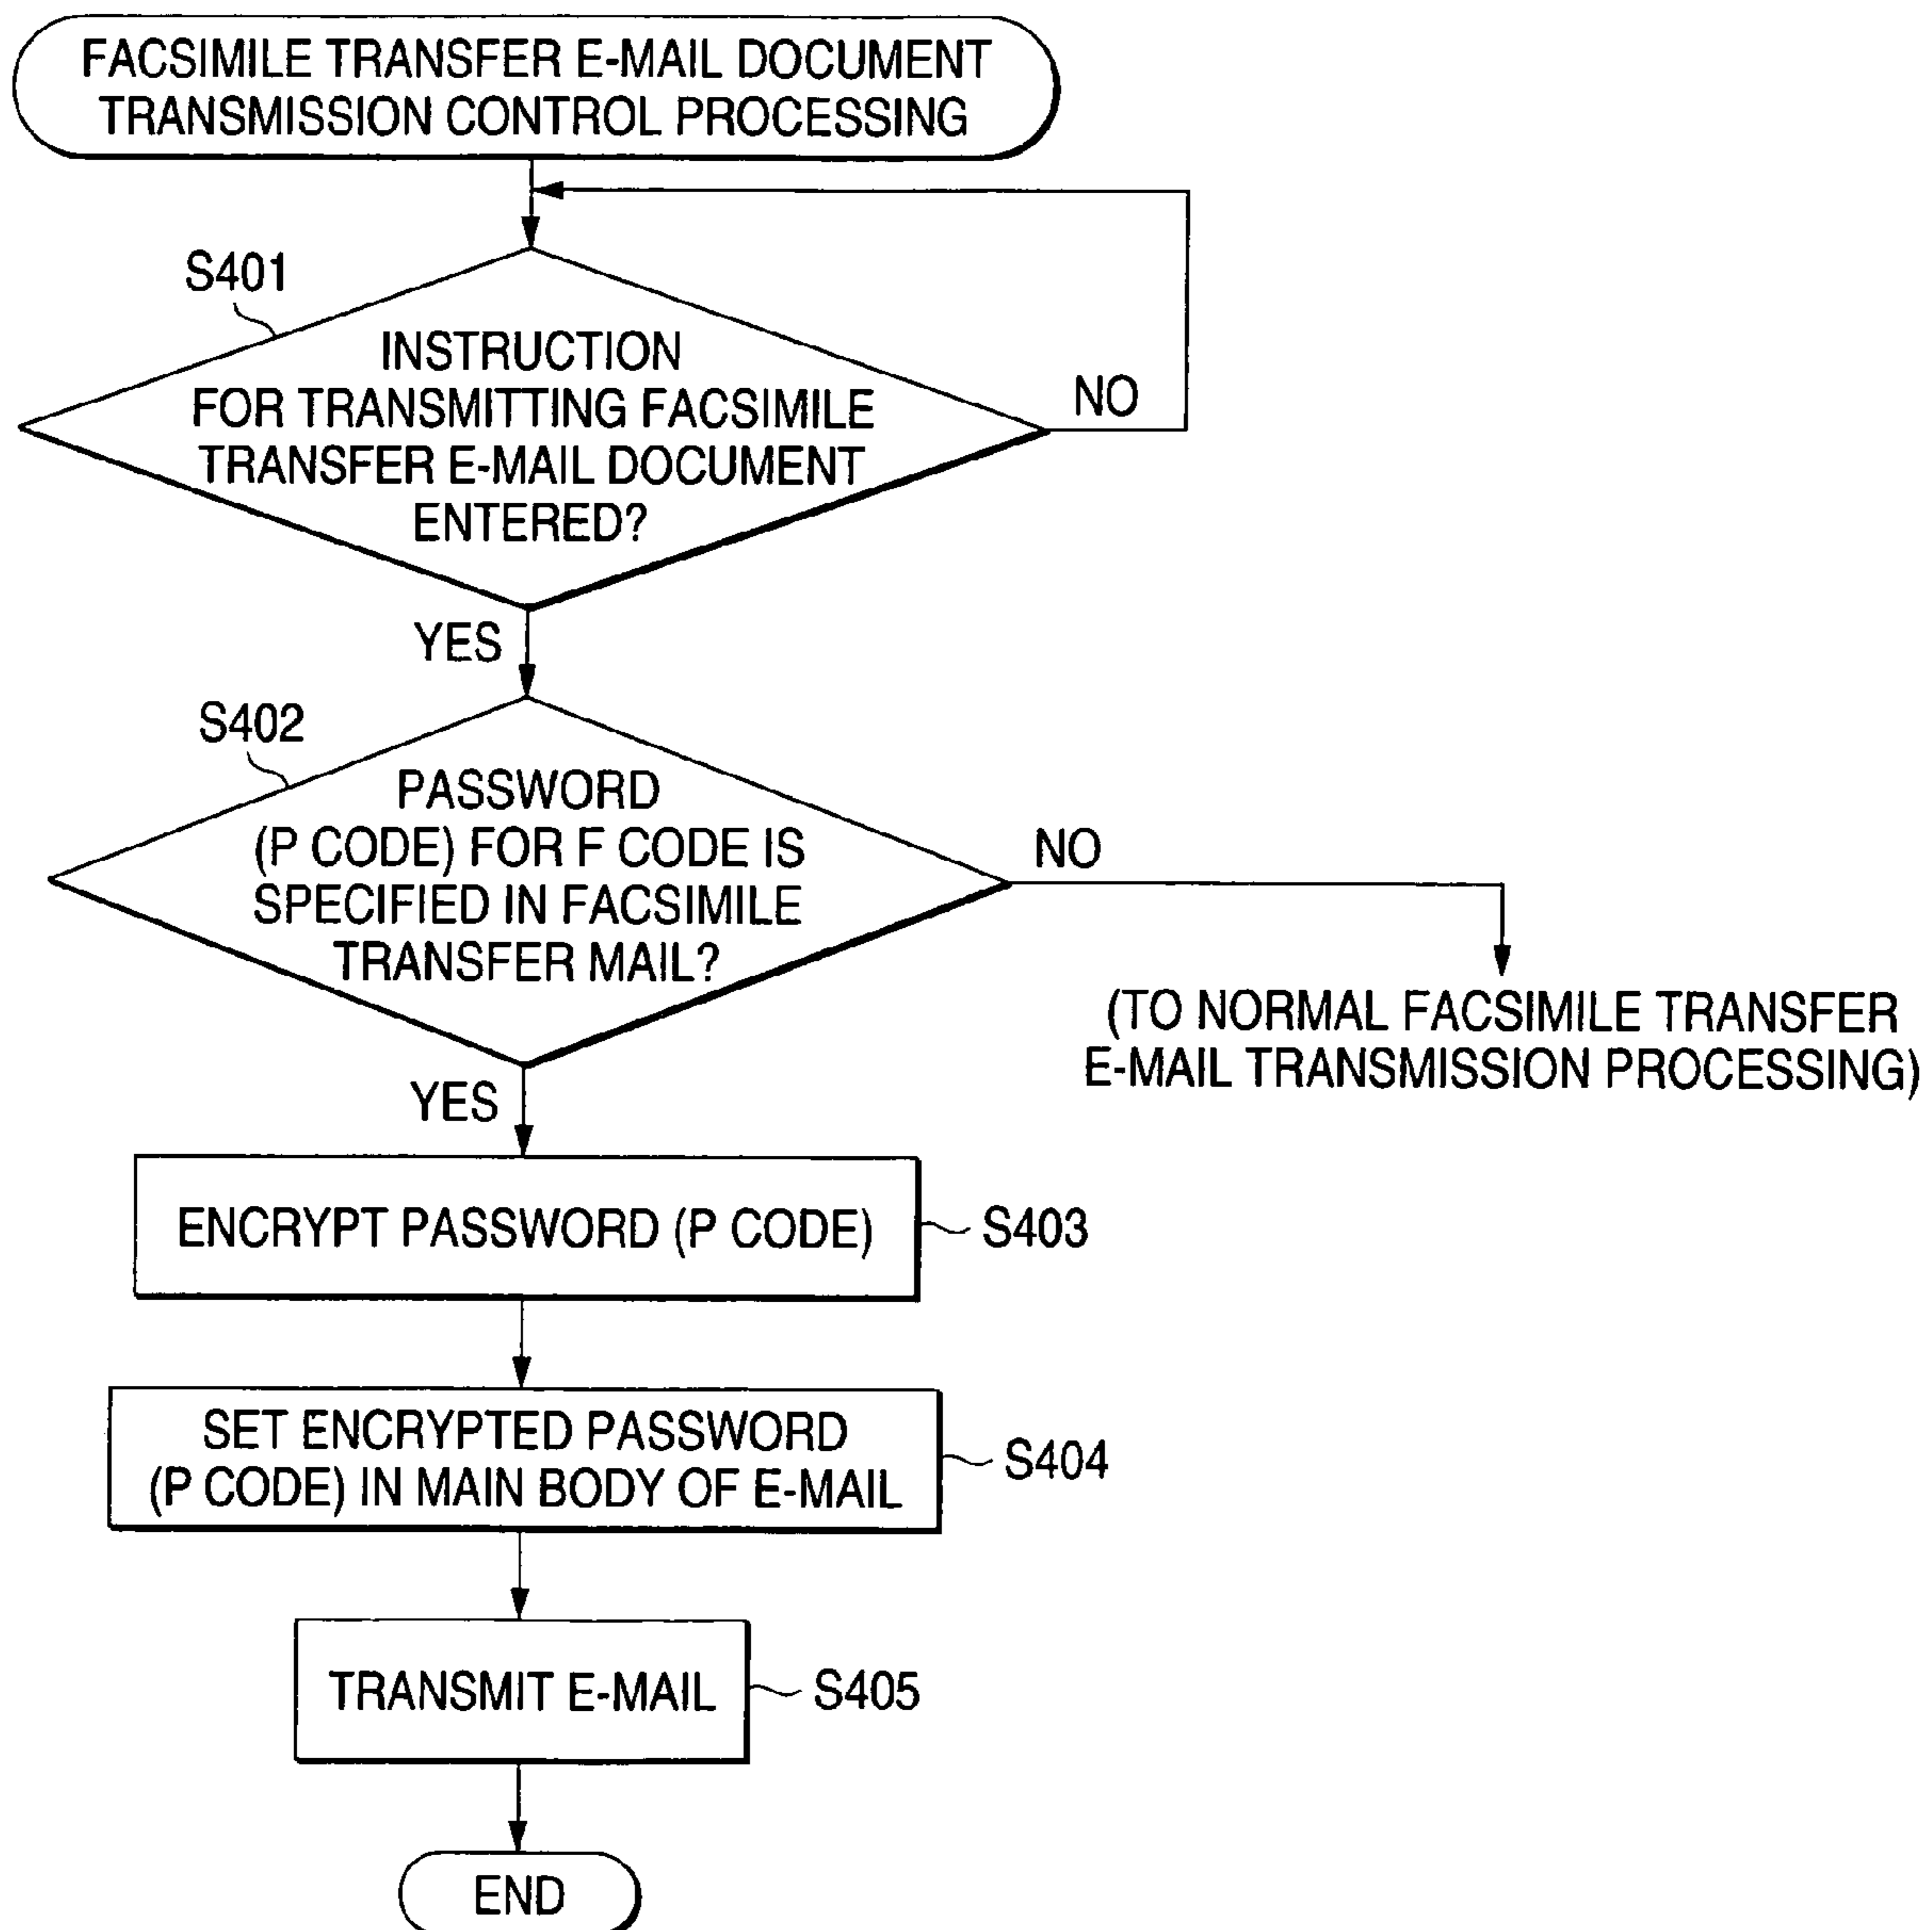 FACSIMILE TRANSFER E-MAIL DOCUMENT
TRANSMISSION CONTROL PROCESSING
S401
INSTRUCTION
FOR TRANSMITTING FACSIMILE
TRANSFER E-MAIL DOCUMENT
ENTERED?
NO
YES
S402
PASSWORD
(P CODE) FOR F CODE IS
SPECIFIED IN FACSIMILE
TRANSFER MAIL?
NO
(TO NORMAL FACSIMILE TRANSFER
E-MAIL TRANSMISSION PROCESSING)
YES
ENCRYPT PASSWORD (P CODE)
S403
SET ENCRYPTED PASSWORD
(P CODE) IN MAIN BODY OF E-MAIL
S404
TRANSMIT E-MAIL
S405
END